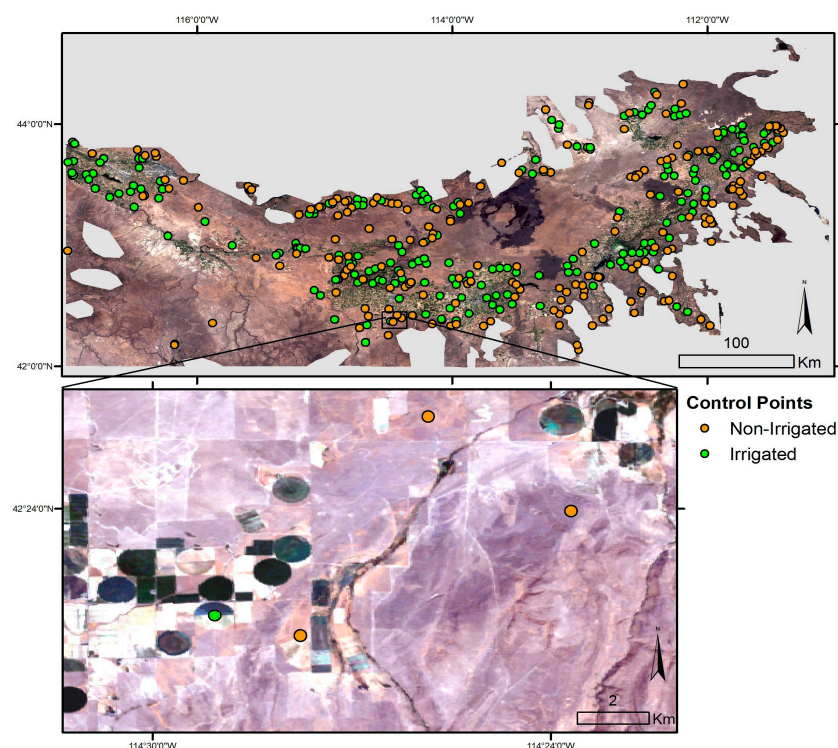 116°0'0"W 114°0'0"W 112°0'0"W
44°0'0"N
N
100
Km
42°0'0"N
Control Points
Non-Irrigated
Irrigated
42°24'0"N
N
2
Km
114°30'0"W 114°24'0"W